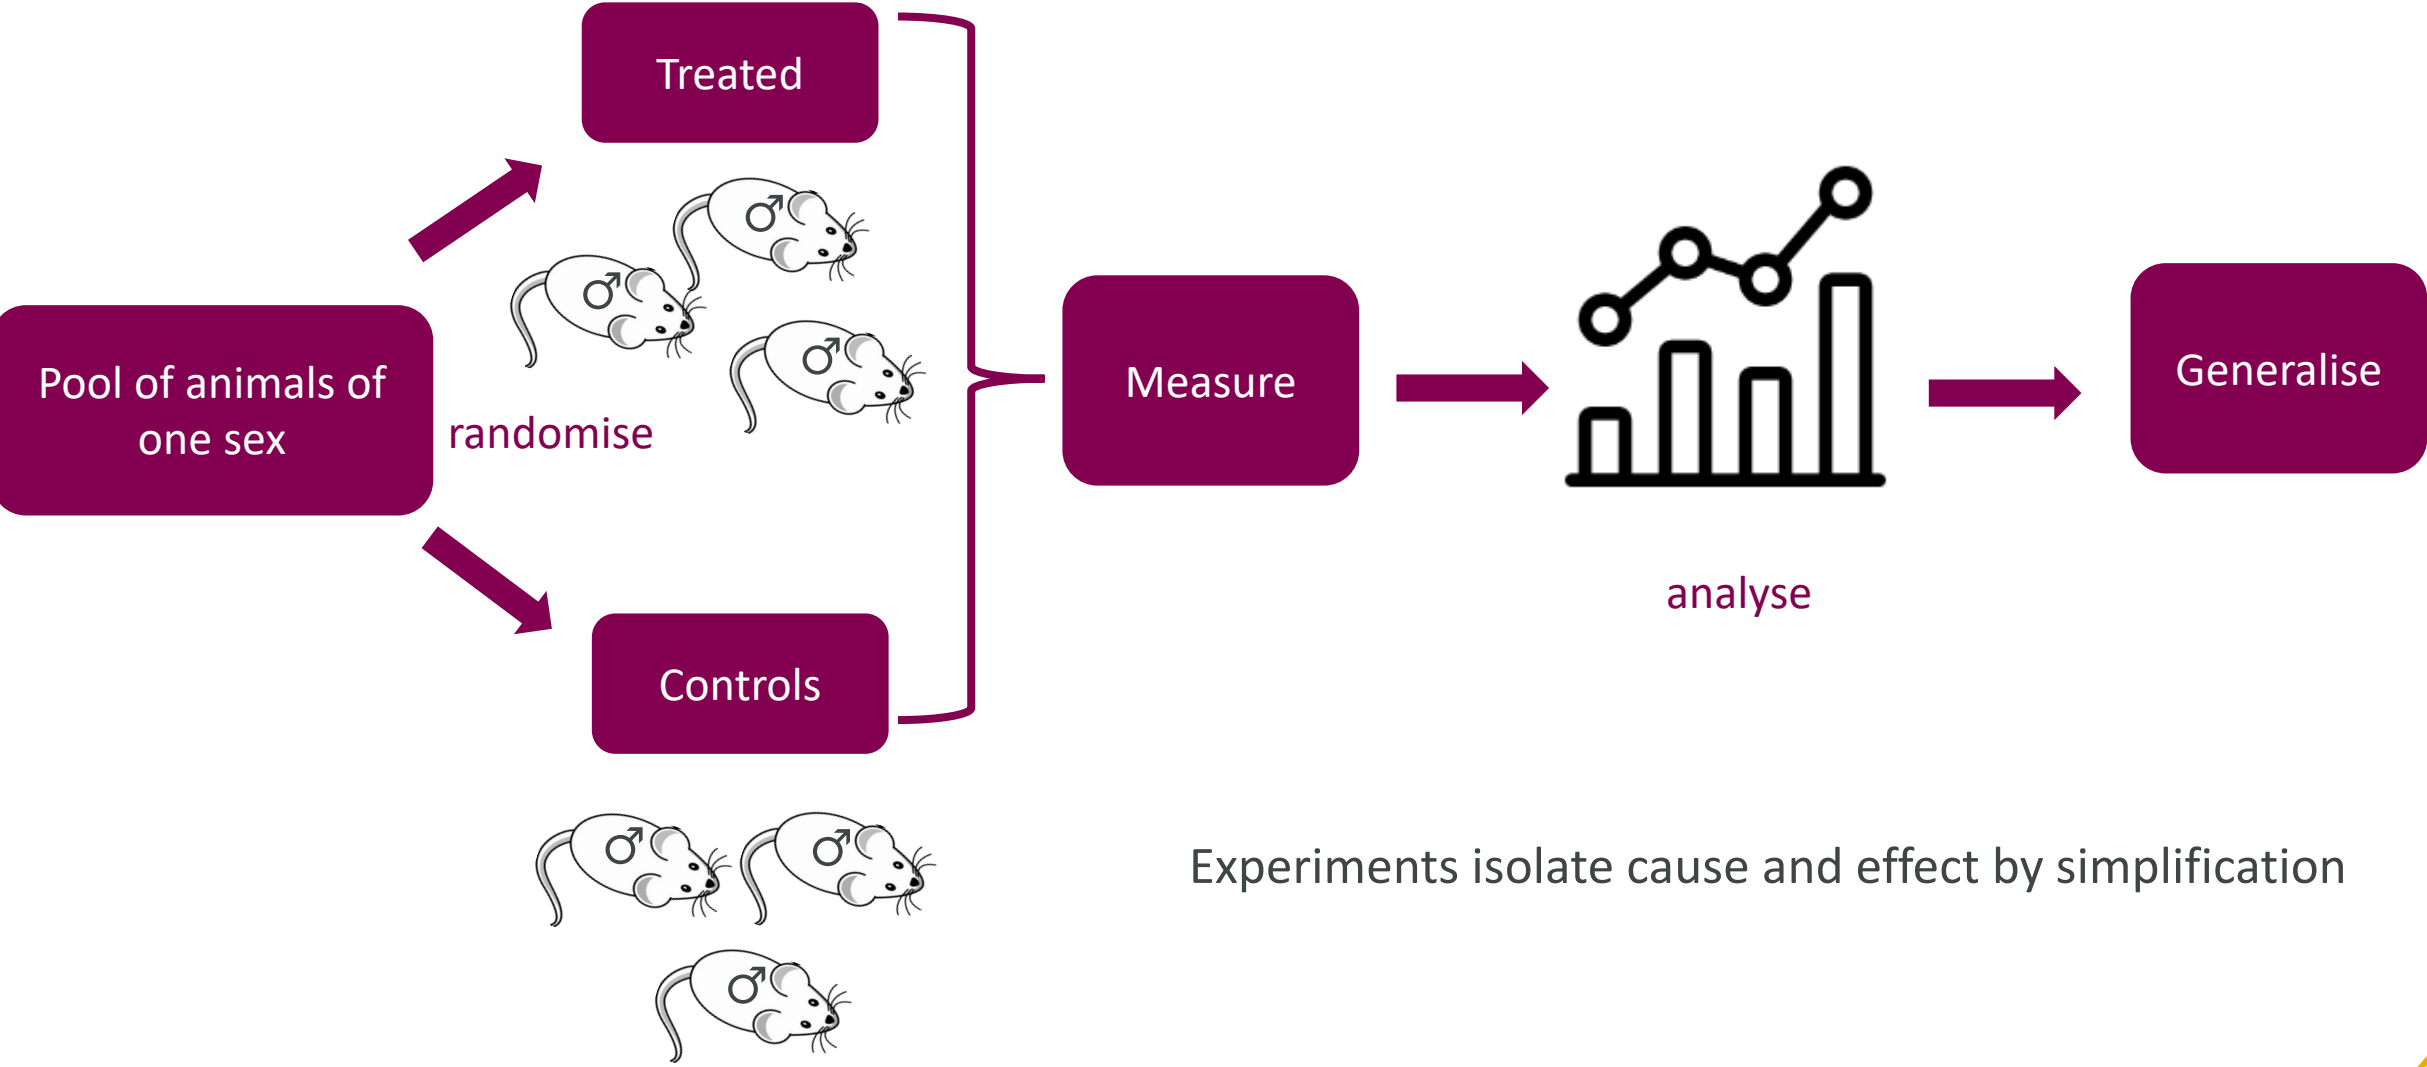 Treated
Pool of animals of
one sex
randomise
Controls
Measure
analyse
Generalise
Experiments isolate cause and effect by simplification